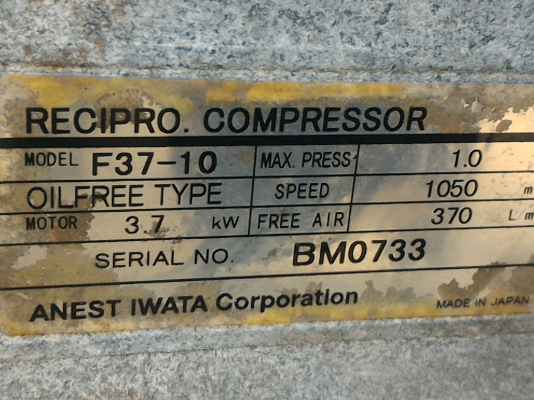 RECIPRO. COMPRESSOR
MODEL F37-10 MAX. PRESS 1.0
OILFREE TYPE SPEED 1050 m
MOTOR 3.7 kW FREE AIR 370 L m
SERIAL NO. BM0733
ANEST IWATA Corporation MADE IN JAPAN